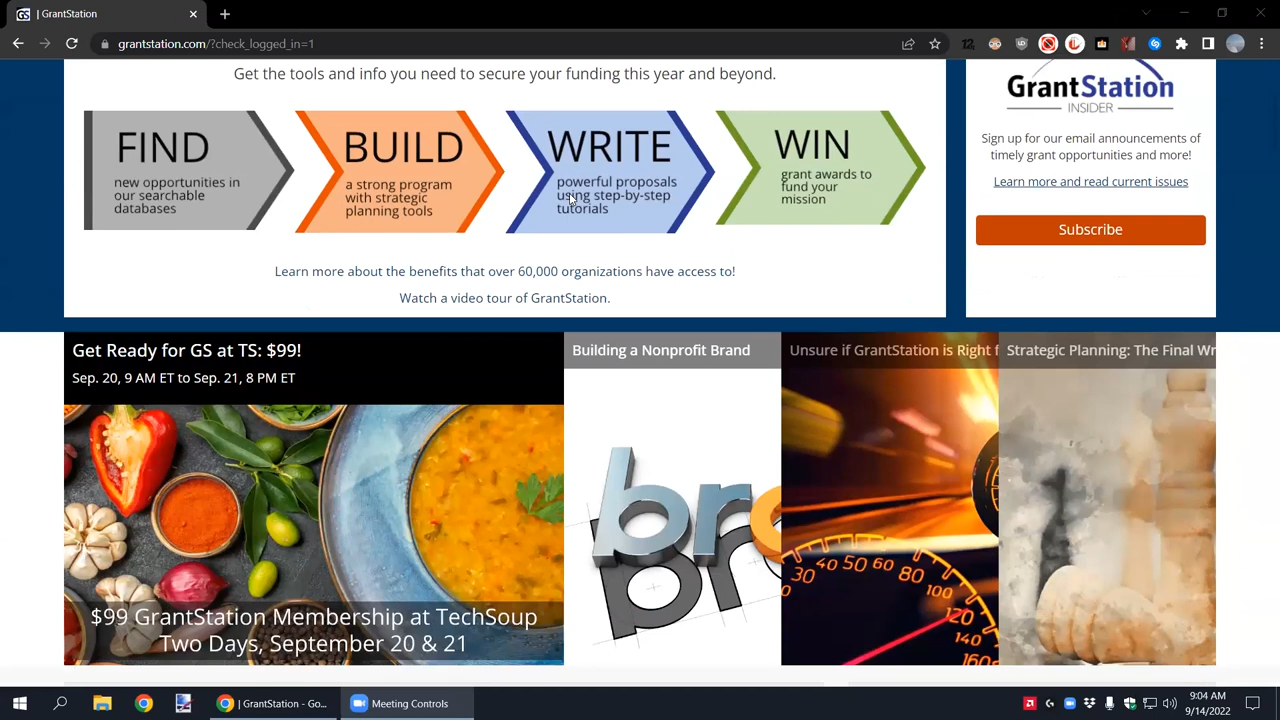 | GrantStation
grantstation.com/?check_logged_in=1
Get the tools and info you need to secure your funding this year and beyond.
FIND
new opportunities in
our searchable
databases
BUILD
a strong program
with strategic
planning tools
WRITE
powerful proposals
using step-by-step
tutorials
WIN
grant awards to
fund your
mission
Learn more about the benefits that over 60,000 organizations have access to!
Watch a video tour of GrantStation.
GrantStation
INSIDER
Sign up for our email announcements of
timely grant opportunities and more!
Learn more and read current issues
Subscribe
Get Ready for GS at TS: $99!
Sep. 20, 9 AM ET to Sep. 21, 8 PM ET
$99 GrantStation Membership at TechSoup
Two Days, September 20 & 21
Building a Nonprofit Brand
bro
Unsure if GrantStation is Right f
30 40 50 60 80 100 120 140 160
Strategic Planning: The Final Wr
| GrantStation - Go...
Meeting Controls
9:04 AM
9/14/2022